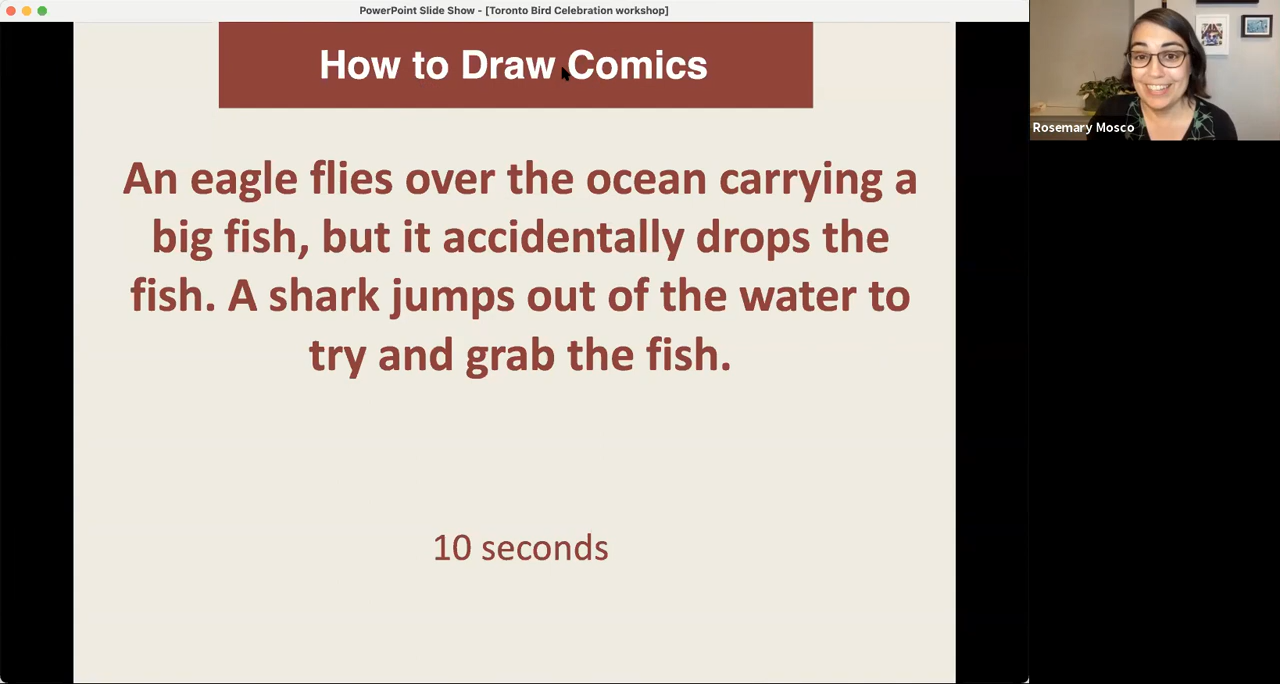 PowerPoint Slide Show - [Toronto Bird Celebration workshop]
How to Draw Comics
An eagle flies over the ocean carrying a
big fish, but it accidentally drops the
fish. A shark jumps out of the water to
try and grab the fish.
10 seconds
Rosemary Mosco